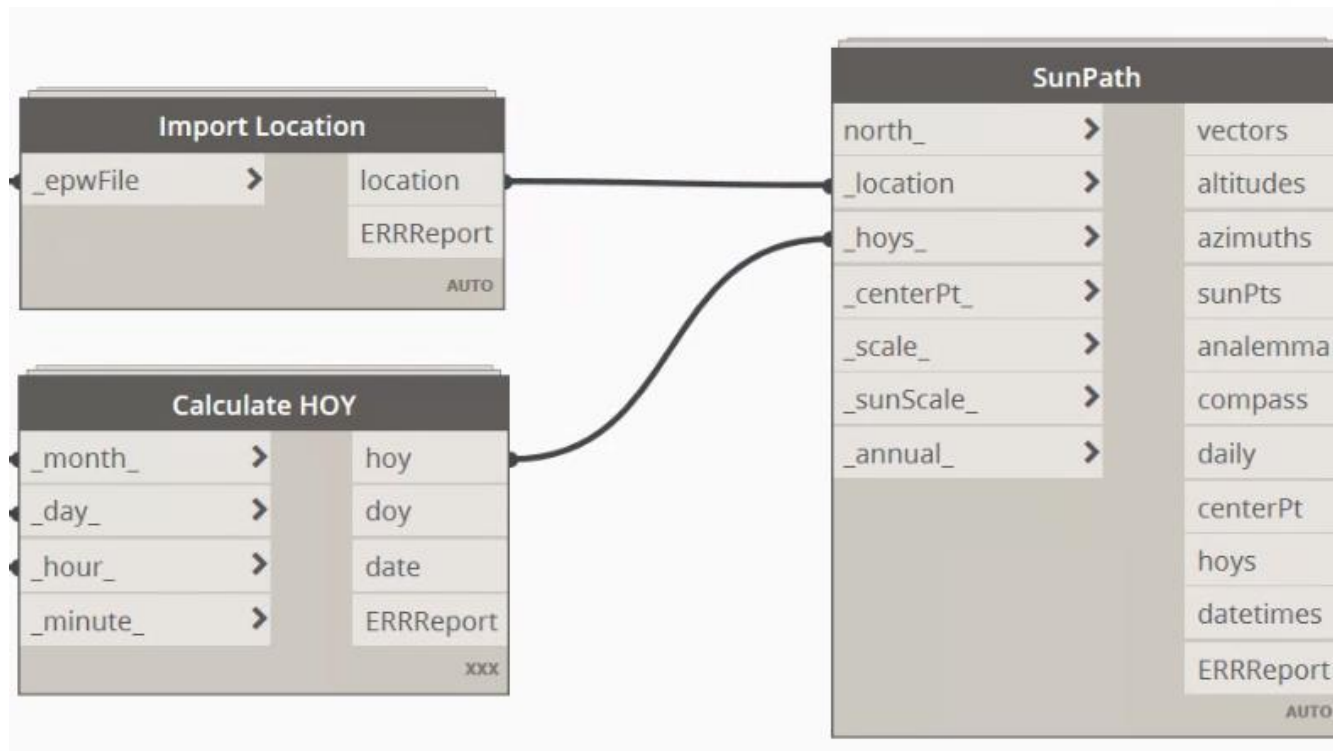 Import Location
_epwFile
location
ERRReport
AUTO
Calculate HOY
_month_
hoy
_day_
doy
_hour_
date
_minute_
ERRReport
XXX
SunPath
north_
vectors
_location
altitudes
_hoys_
azimuths
_centerPt_
sunPts
_scale_
analemma
_sunScale_
compass
_annual_
daily
centerPt
hoys
datetimes
ERRReport
AUTO